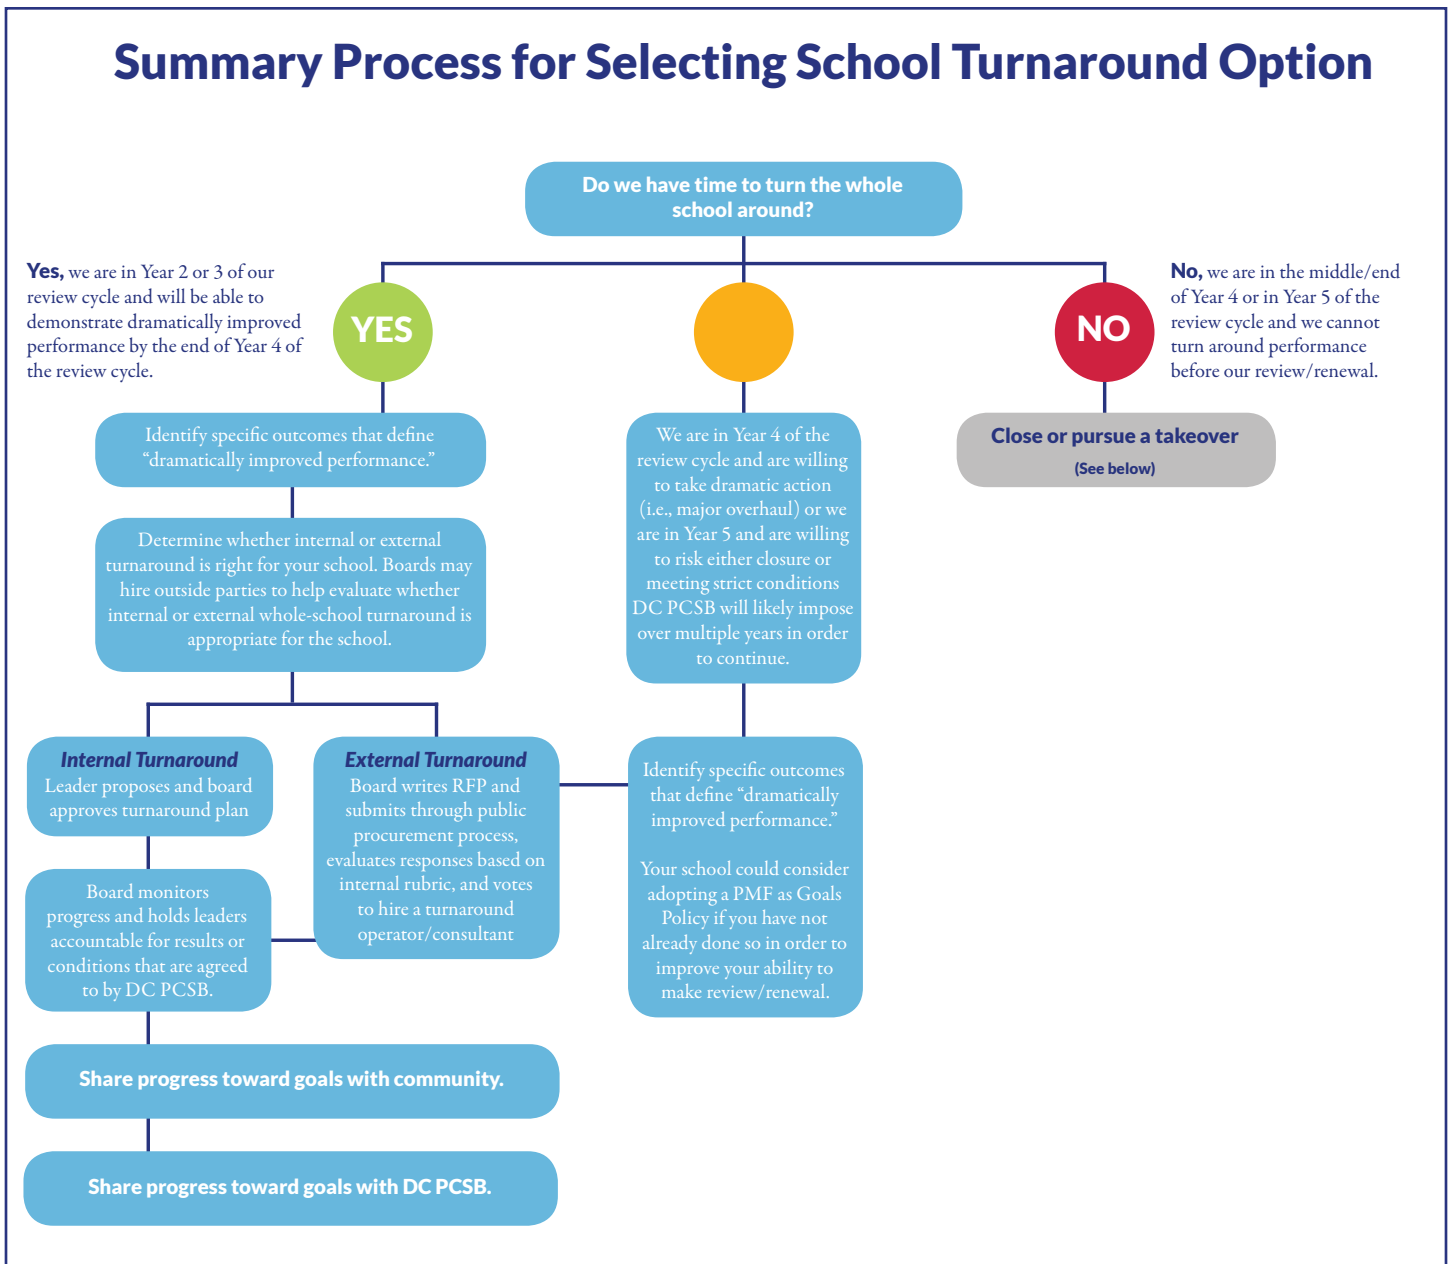 Summary Process for Selecting School Turnaround Option
Do we have time to turn the whole
school around?
Yes, we are in Year 2 or 3 of our
review cycle and will be able to
demonstrate dramatically improved
performance by the end of Year 4 of
the review cycle.
YES
NO
No, we are in the middle/end
of Year 4 or in Year 5 of the
review cycle and we cannot
turn around performance
before our review/renewal.
Identify specific outcomes that define
“dramatically improved performance.”
Determine whether internal or external
turnaround is right for your school. Boards may
hire outside parties to help evaluate whether
internal or external whole-school turnaround is
appropriate for the school.
We are in Year 4 of the
review cycle and are willing
to take dramatic action
(i.e., major overhaul) or we
are in Year 5 and are willing
to risk either closure or
meeting strict conditions
DC PCSB will likely impose
over multiple years in order
to continue.
Close or pursue a takeover
(See below)
Internal Turnaround
Leader proposes and board
approves turnaround plan
External Turnaround
Board writes RFP and
submits through public
procurement process,
evaluates responses based on
internal rubric, and votes
to hire a turnaround
operator/consultant
Identify specific outcomes
that define “dramatically
improved performance.”
Your school could consider
adopting a PMF as Goals
Policy if you have not
already done so in order to
improve your ability to
make review/renewal.
Board monitors
progress and holds leaders
accountable for results or
conditions that are agreed
to by DC PCSB.
Share progress toward goals with community.
Share progress toward goals with DC PCSB.